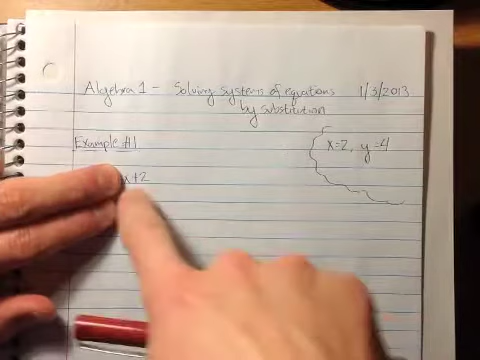 Algebra 1 - Solving systems of equations 1/3/2013
by substitution
Example #1
x=2, y=4
x+2